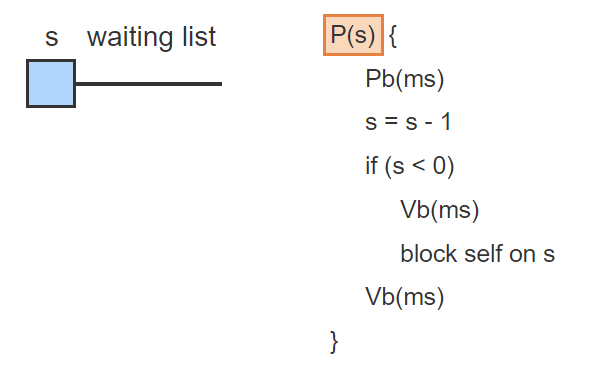 s waiting list
P(s) {
Pb(ms)
s = s - 1
if (s < 0)
Vb(ms)
block self on s
Vb(ms)
}